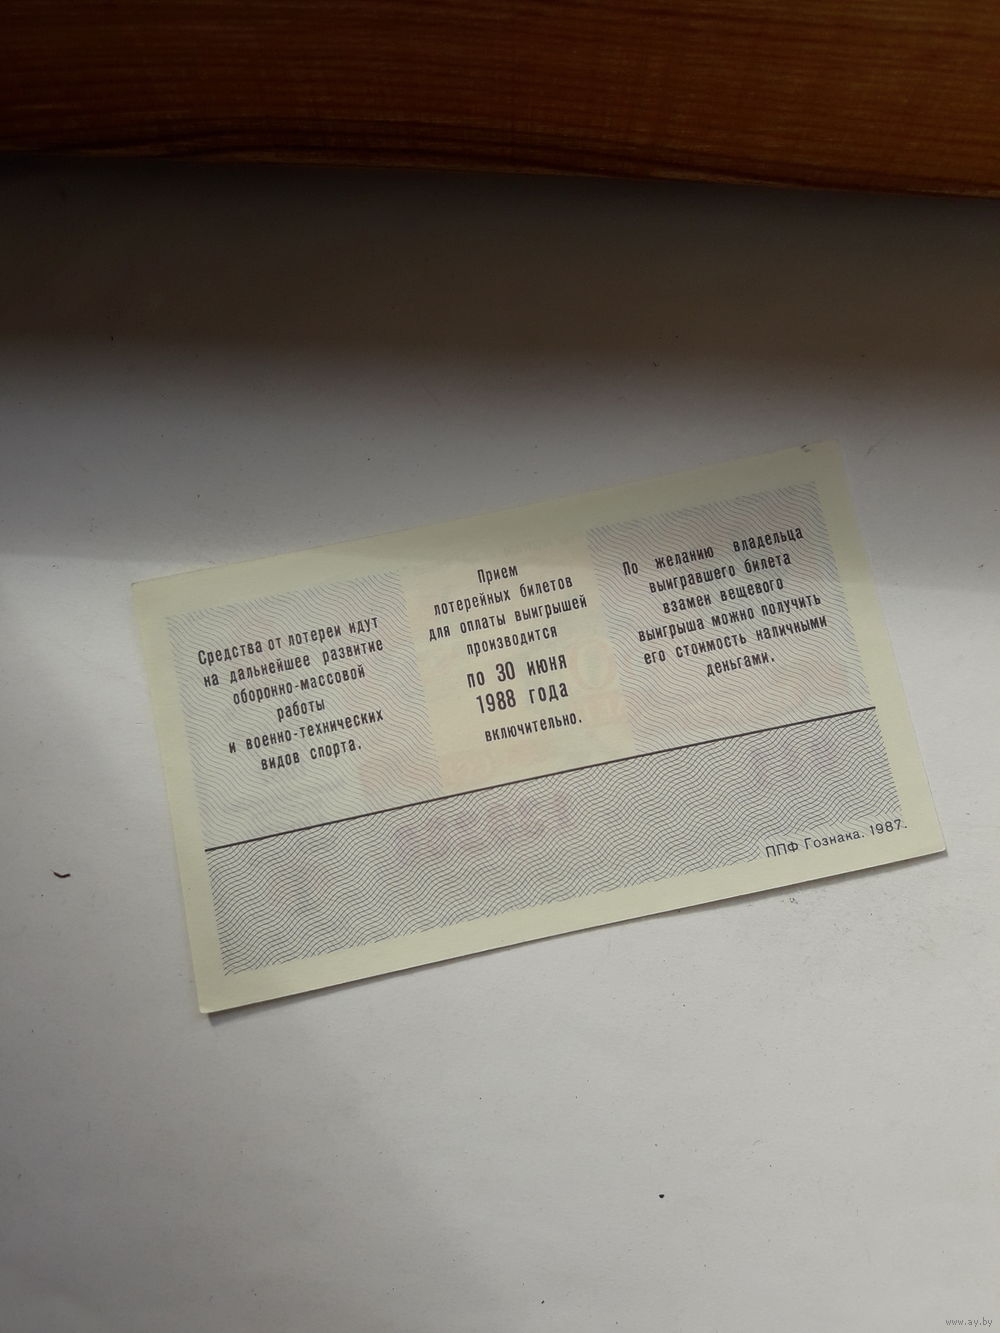 Средства от лотереи идут
на дальнейшее развитие
оборонно-массовой
работы
и военно-технических
видов спорта.
Прием
лотерейных билетов
для оплаты выигрышей
производится
по 30 июня
1988 года
включительно.
По желанию владельца
выигравшего билета
взамен вещевого
выигрыша можно получить
его стоимость наличными
деньгами.
ППФ Гознака. 1987.
www.ay.by